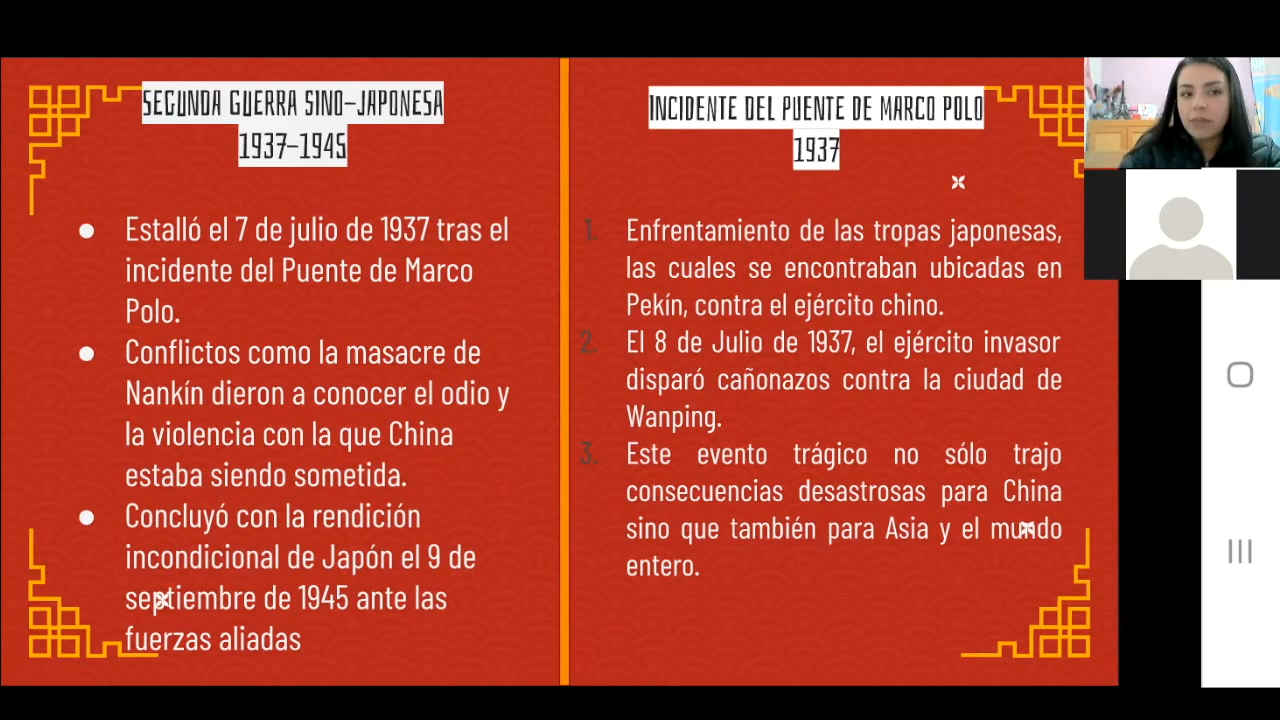 SEGUNDA GUERRA SINO-JAPONESA
1937-1945
● Estalló el 7 de julio de 1937 tras el
incidente del Puente de Marco
Polo.
● Conflictos como la masacre de
Nankín dieron a conocer el odio y
la violencia con la que China
estaba siendo sometida.
● Concluyó con la rendición
incondicional de Japón el 9 de
septiembre de 1945 ante las
fuerzas aliadas
INCIDENTE DEL PUENTE DE MARCO POLO
1937
1. Enfrentamiento de las tropas japonesas,
las cuales se encontraban ubicadas en
Pekín, contra el ejército chino.
2. El 8 de Julio de 1937, el ejército invasor
disparó cañonazos contra la ciudad de
Wanping.
3. Este evento trágico no sólo trajo
consecuencias desastrosas para China
sino que también para Asia y el mundo
entero.